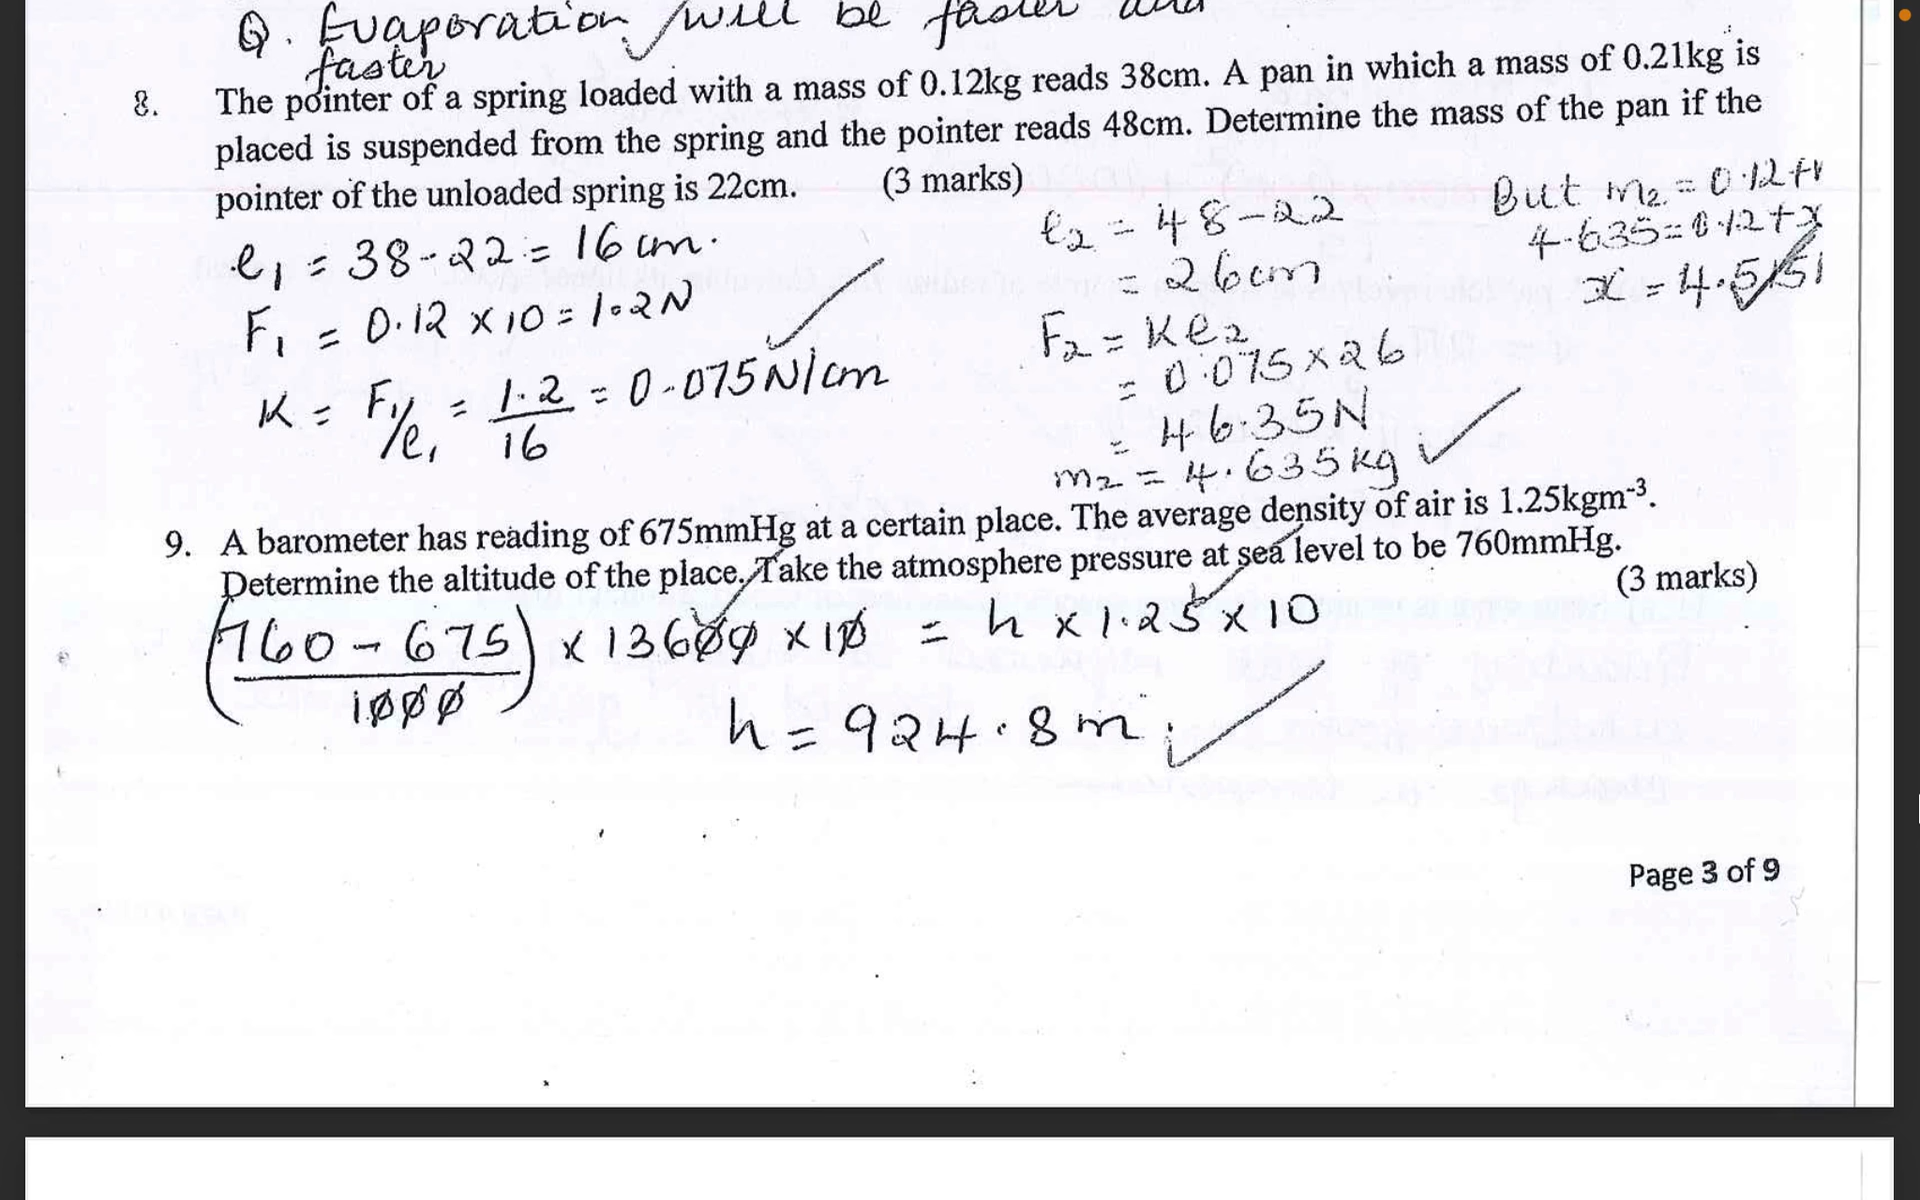 Q. Evaporation will be faster and
faster
8. The pointer of a spring loaded with a mass of 0.12kg reads 38cm. A pan in which a mass of 0.21kg is
placed is suspended from the spring and the pointer reads 48cm. Determine the mass of the pan if the
pointer of the unloaded spring is 22cm. (3 marks)
e₁ = 38-22 = 16 cm.
F₁ = 0.12 × 10 = 1.2N
K = F₁/e₁ = 1.2/16 = 0.075 N/cm
e₂ = 48-22
= 26cm
F₂ = Ke₂
= 0.075 × 26
= 46.35N
m₂ = 4.635kg
But m₂ = 0.12+
4.635 = 0.12+x
x = 4.515
9. A barometer has reading of 675mmHg at a certain place. The average density of air is 1.25kgm⁻³.
Determine the altitude of the place. Take the atmosphere pressure at sea level to be 760mmHg.
(3 marks)
(760 - 675 / 1000) × 13600 × 10 = h × 1.25 × 10
h = 924.8m
Page 3 of 9